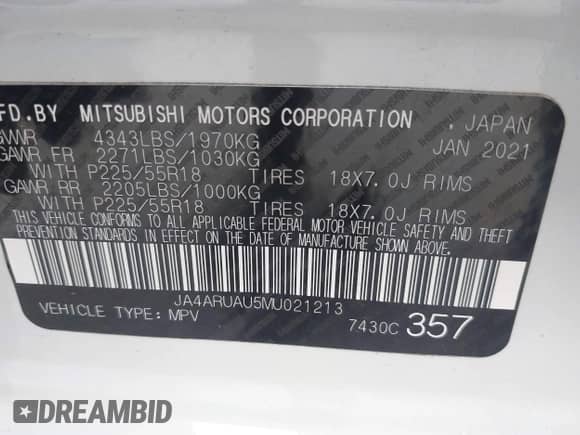 MFD.BY MITSUBISHI MOTORS CORPORATION , JAPAN
GVWR 4343LBS/1970KG JAN 2021
GAWR FR 2271LBS/1030KG
WITH P225/55R18 TIRES 18X7.0J RIMS
GAWR RR 2205LBS/1000KG
WITH P225/55R18 TIRES 18X7.0J RIMS
THIS VEHICLE CONFORMS TO ALL APPLICABLE FEDERAL MOTOR VEHICLE SAFETY AND THEFT
PREVENTION STANDARDS IN EFFECT ON THE DATE OF MANUFACTURE SHOWN ABOVE.
JA4ARUAU5MU021213
VEHICLE TYPE: MPV 7430C 357
DREAMBID